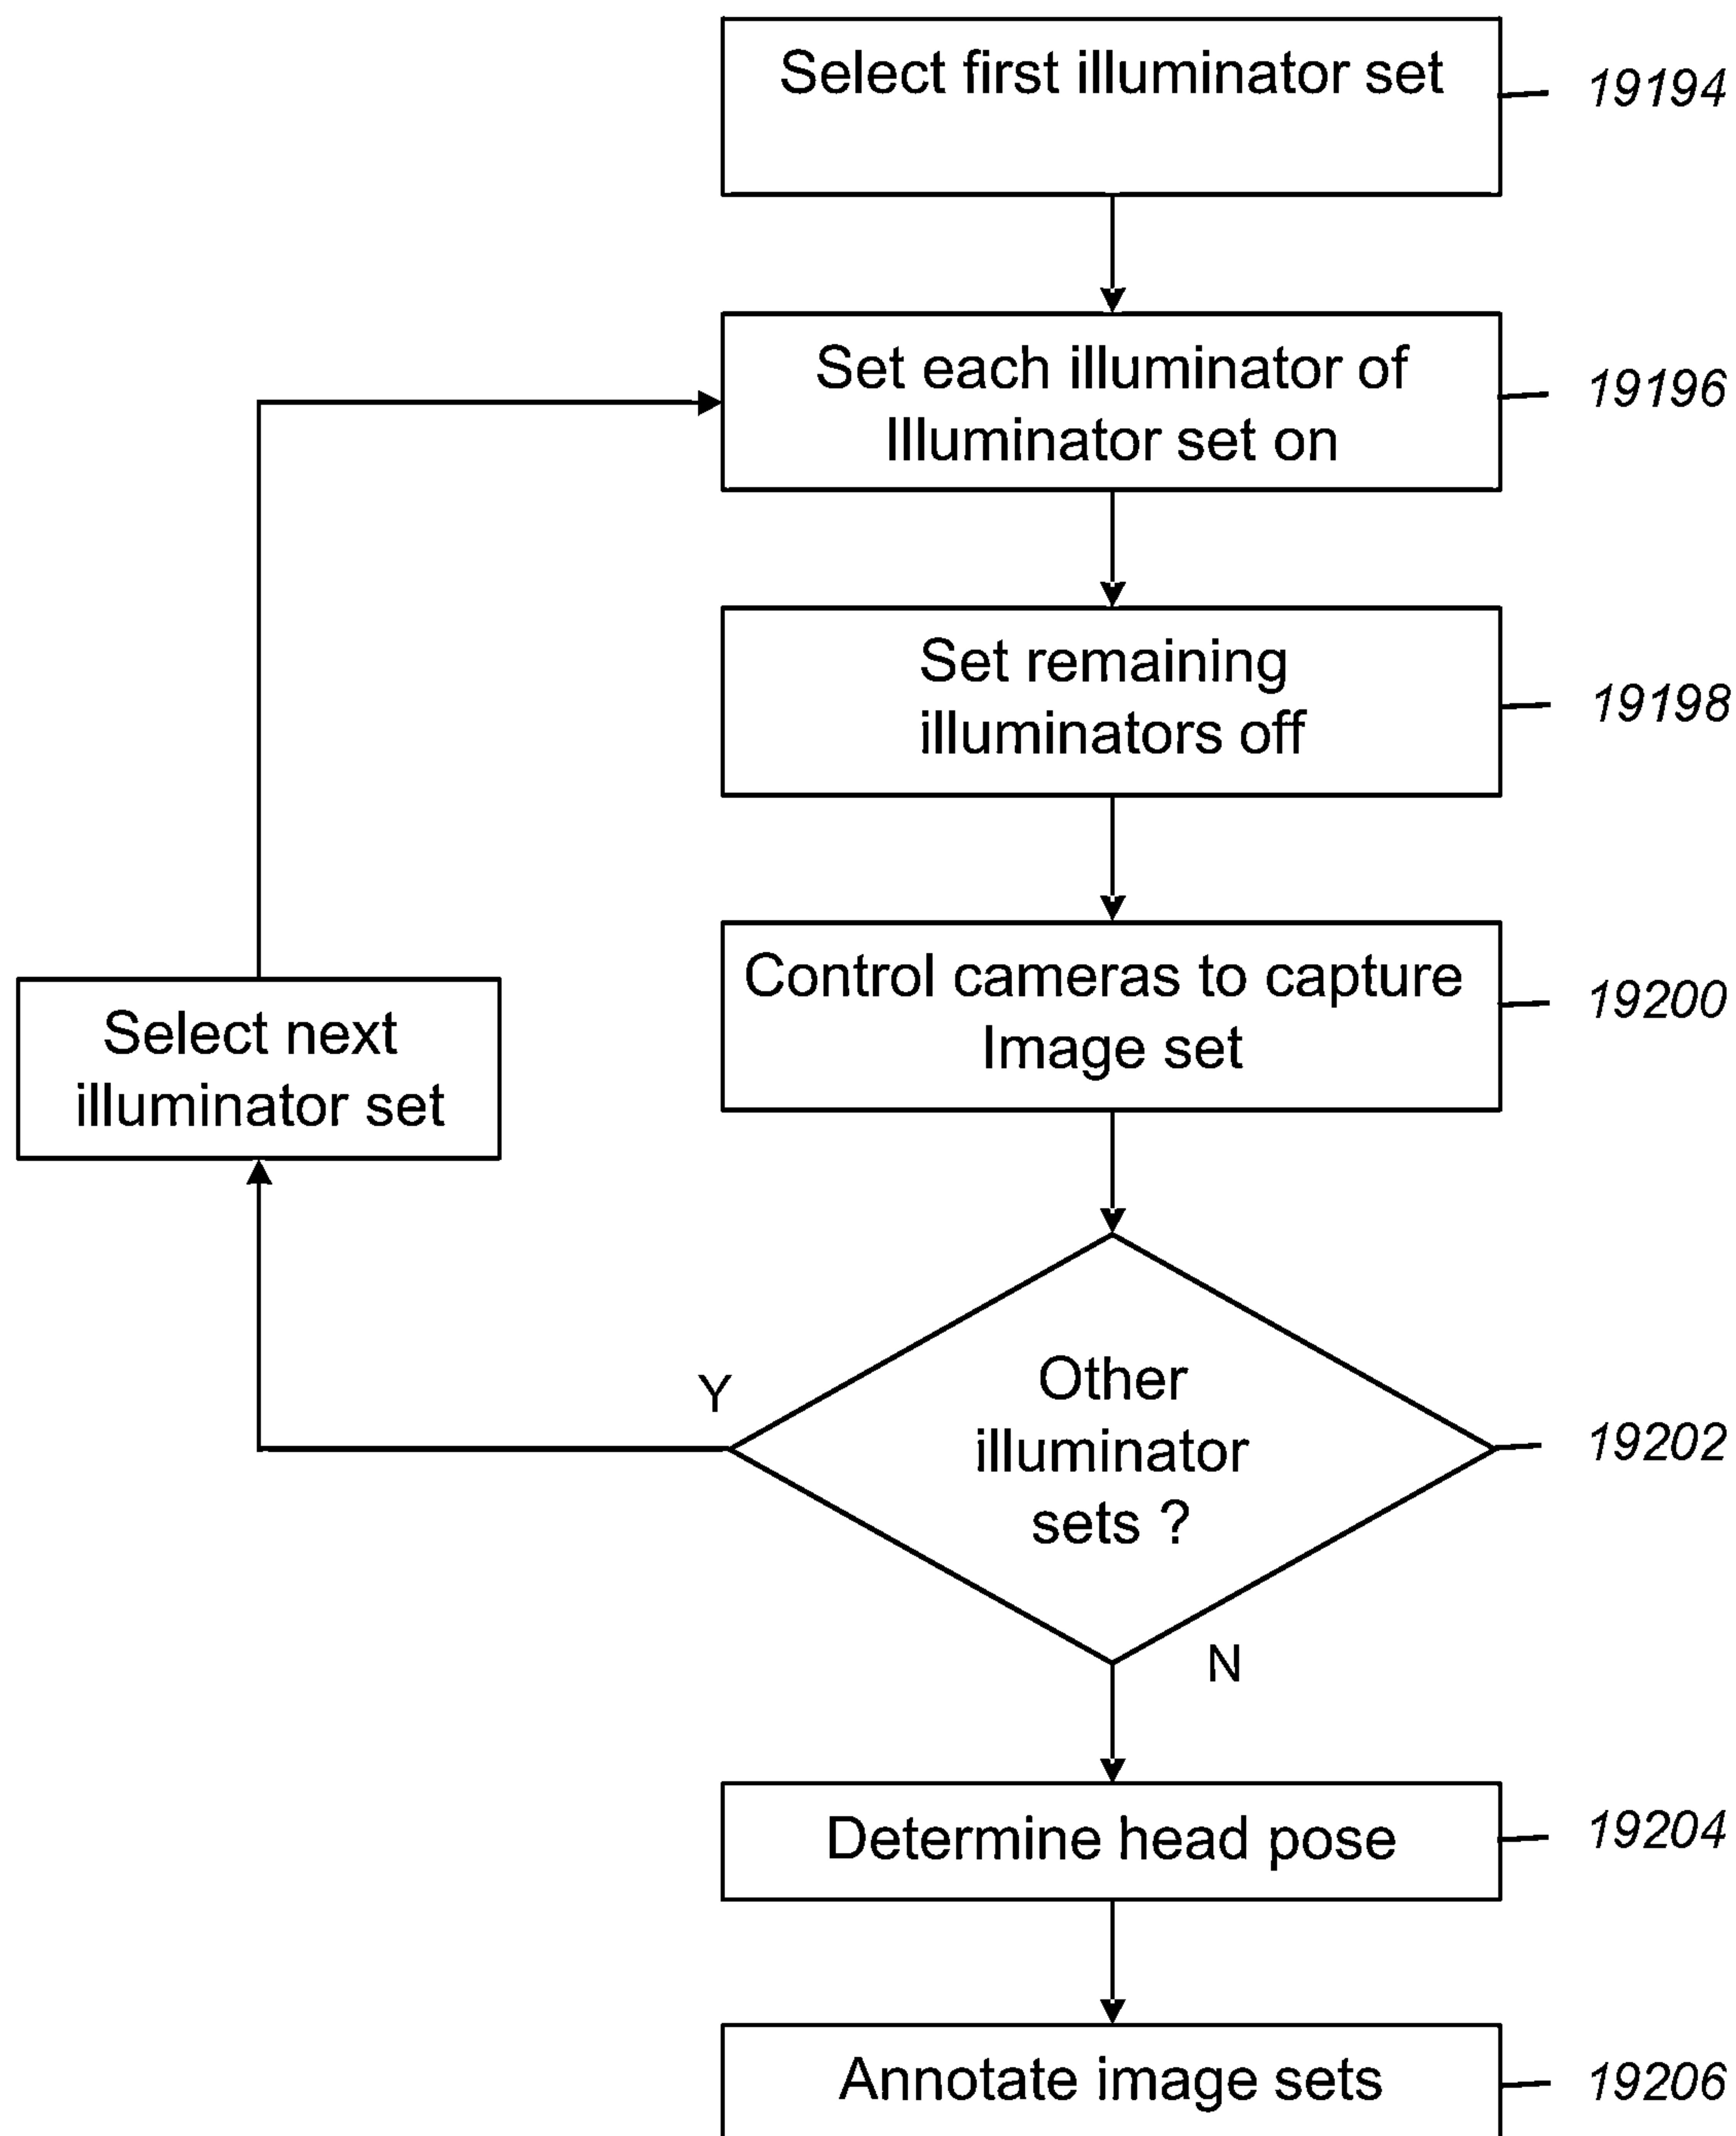 Select first illuminator set
19194
Set each illuminator of
Illuminator set on
19196
Set remaining
illuminators off
19198
Control cameras to capture
Image set
19200
Select next
illuminator set
Other
illuminator
sets ?
19202
Y
N
Determine head pose
19204
Annotate image sets
19206